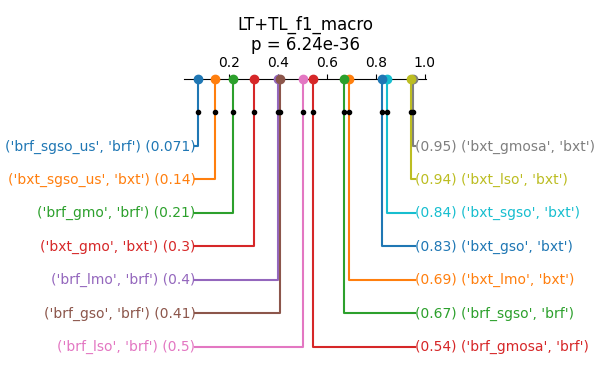 LT+TL_f1_macro
p = 6.24e-36
0.2 0.4 0.6 0.8 1.0
('brf_sgso_us', 'brf') (0.071) (0.95) ('bxt_gmosa', 'bxt')
('bxt_sgso_us', 'bxt') (0.14) (0.94) ('bxt_lso', 'bxt')
('brf_gmo', 'brf') (0.21) (0.84) ('bxt_sgso', 'bxt')
('bxt_gmo', 'bxt') (0.3) (0.83) ('bxt_gso', 'bxt')
('brf_lmo', 'brf') (0.4) (0.69) ('bxt_lmo', 'bxt')
('brf_gso', 'brf') (0.41) (0.67) ('brf_sgso', 'brf')
('brf_lso', 'brf') (0.5) (0.54) ('brf_gmosa', 'brf')